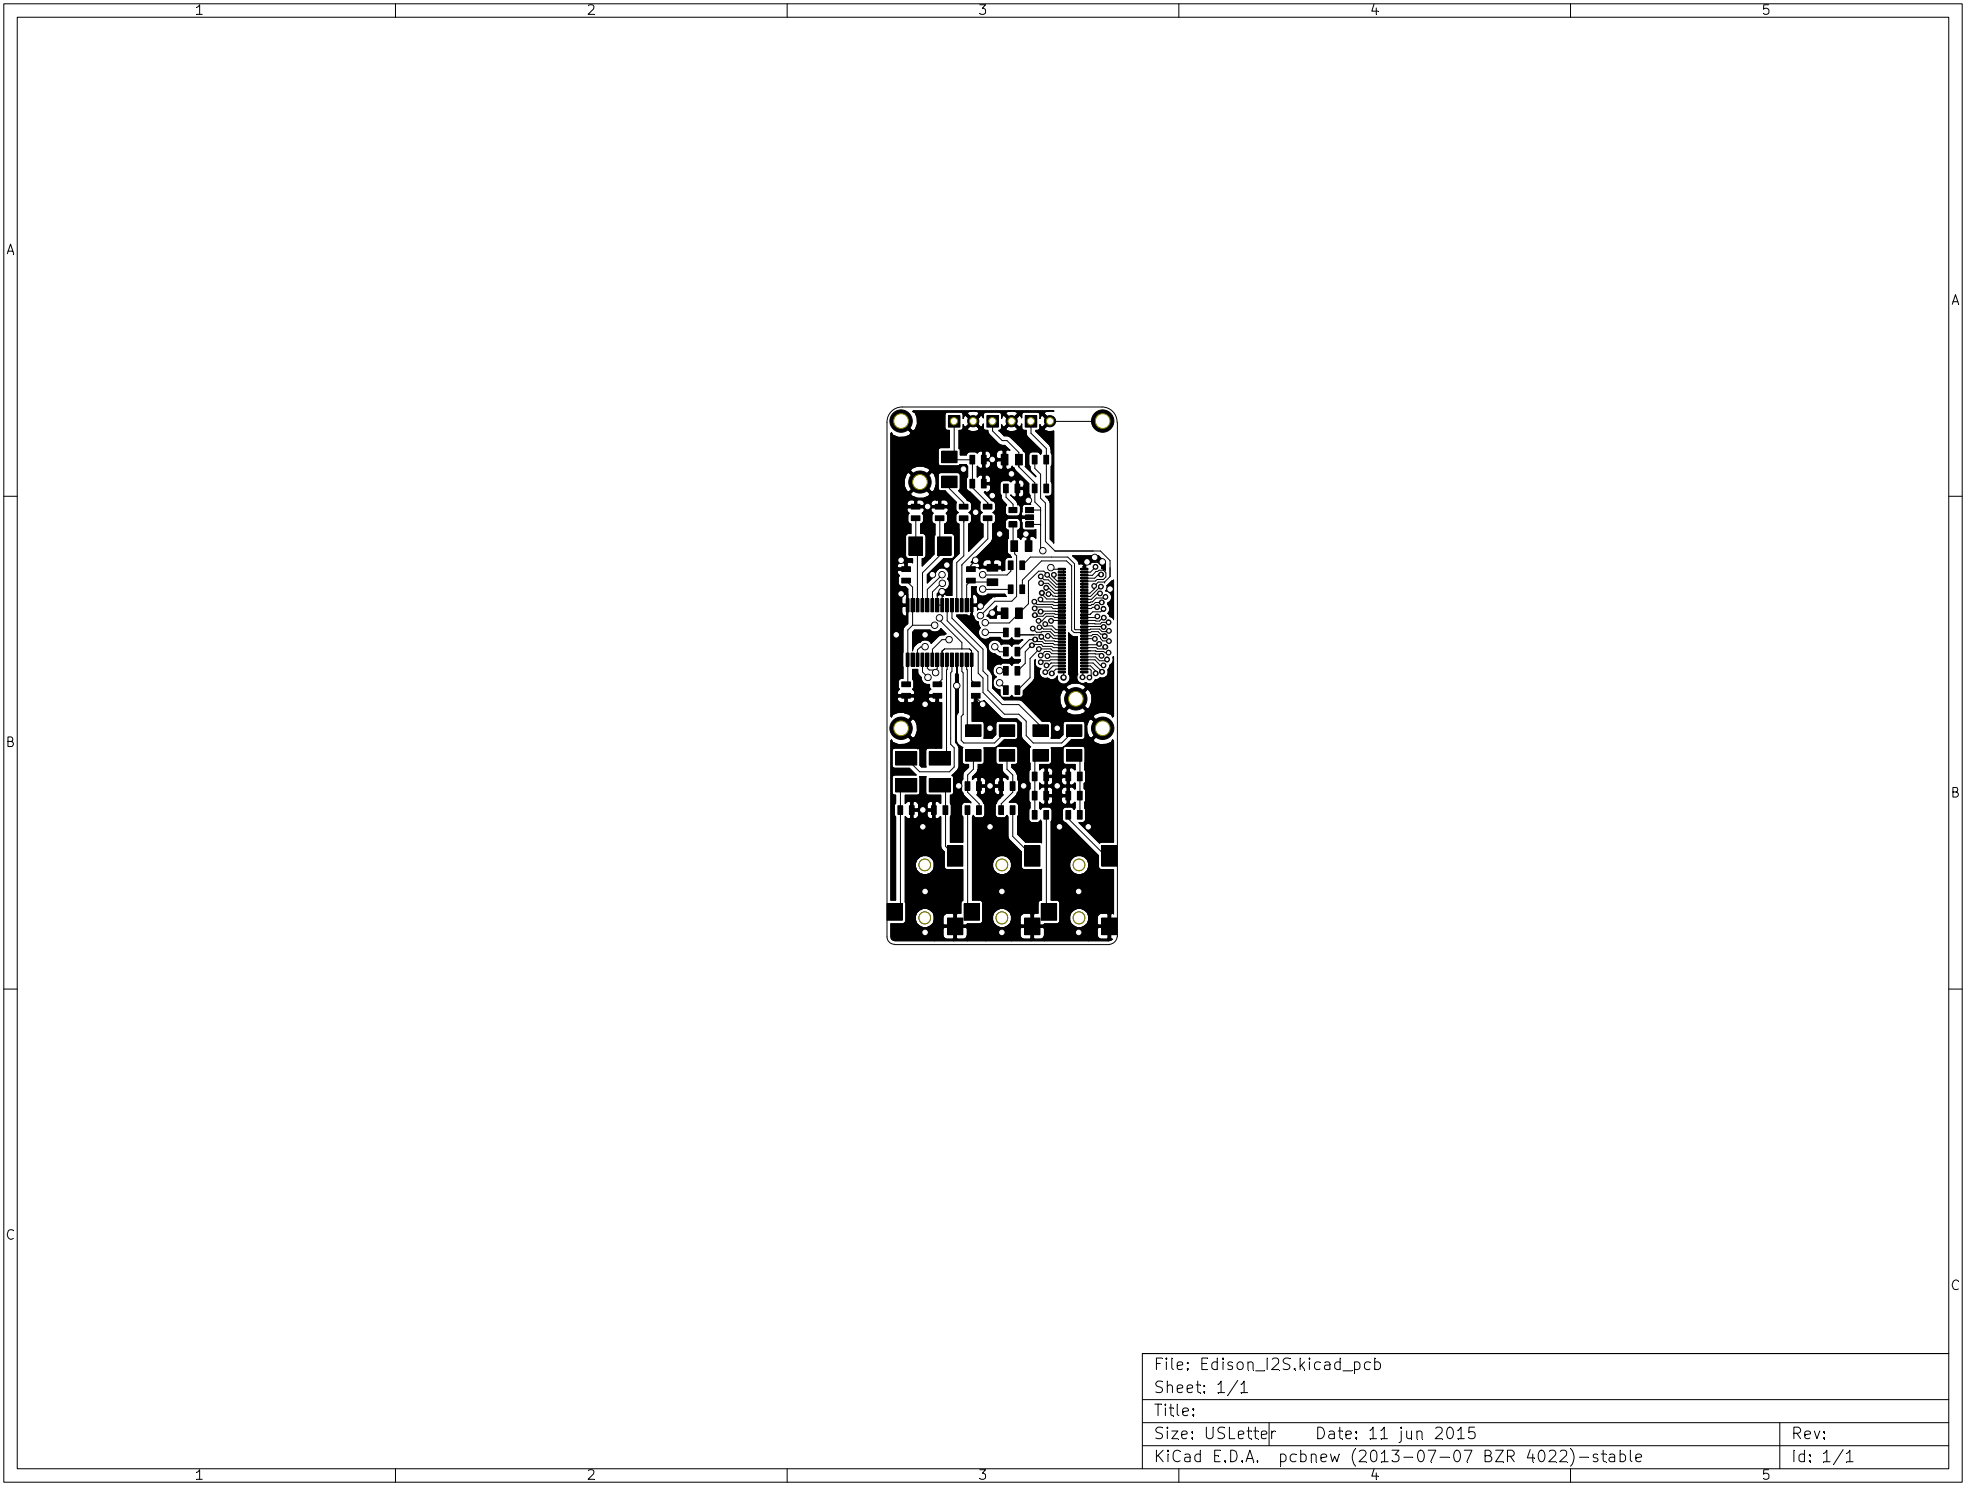 1 2 3 4 5
A
A
B
B
C
C
File: Edison_I2S.kicad_pcb
Sheet: 1/1
Title:
Size: USLetter Date: 11 jun 2015 Rev:
KiCad E.D.A. pcbnew (2013-07-07 BZR 4022)-stable Id: 1/1
1 2 3 4 5